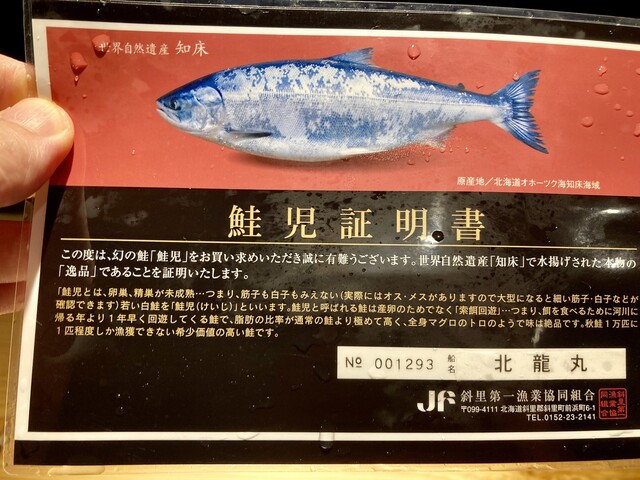 世界自然遺産 知床
原産地／北海道オホーツク海知床海域
鮭児証明書
この度は、幻の鮭「鮭児」をお買い求めいただき誠に有難うございます。世界自然遺産「知床」で水揚げされた本物の
「逸品」であることを証明いたします。
「鮭児とは、卵巣、精巣が未成熟…つまり、筋子も白子もみえない(実際にはオス・メスがありますので大型になると細い筋子・白子などが
確認できます)若い白鮭を「鮭児(けいじ)」といいます。鮭児と呼ばれる鮭は産卵のためでなく「索餌回遊」…つまり、餌を食べるために河川に
帰る年より1年早く回遊してくる鮭で、脂肪の比率が通常の鮭より極めて高く、全身マグロのトロのようで味は絶品です。秋鮭1万匹に
1匹程度しか漁獲できない希少価値の高い鮭です。
№ 001293 船名 北龍丸
JF 斜里第一漁業協同組合
〒099-4111 北海道斜里郡斜里町前浜町6-1
TEL.0152-23-2141
斜里第一
漁業協
同組合